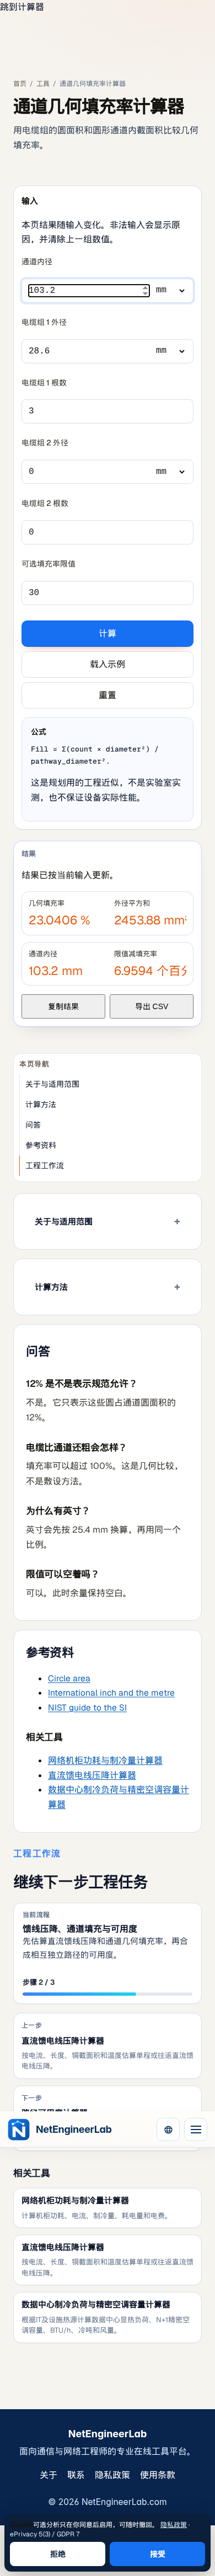 跳到计算器
首页 / 工具 / 通道几何填充率计算器
通道几何填充率计算器
用电缆组的圆面积和圆形通道内截面积比较几何
填充率。
输入
本页结果随输入变化。非法输入会显示原
因，并清除上一组数值。
通道内径
103.2 mm
电缆组 1 外径
28.6 mm
电缆组 1 根数
3
电缆组 2 外径
0 mm
电缆组 2 根数
0
可选填充率限值
30
计算
载入示例
重置
公式
Fill = Σ(count × diameter²) /
pathway_diameter².
这是规划用的工程近似，不是实验室实
测，也不保证设备实际性能。
结果
结果已按当前输入更新。
几何填充率
23.0406 %
外径平方和
2453.88 mm²
通道内径
103.2 mm
限值减填充率
6.9594 个百分
复制结果
导出 CSV
本页导航
关于与适用范围
计算方法
问答
参考资料
工程工作流
关于与适用范围 +
计算方法 +
问答
12% 是不是表示规范允许？
不是。它只表示这些圆占通道圆面积的
12%。
电缆比通道还粗会怎样？
填充率可以超过 100%。这是几何比较，
不是敷设方法。
为什么有英寸？
英寸会先按 25.4 mm 换算，再用同一个
比例。
限值可以空着吗？
可以。此时余量保持空白。
参考资料
Circle area
International inch and the metre
NIST guide to the SI
相关工具
网络机柜功耗与制冷量计算器
直流馈电线压降计算器
数据中心制冷负荷与精密空调容量计
算器
工程工作流
继续下一步工程任务
当前流程
馈线压降、通道填充与可用度
先估算直流馈线压降和通道几何填充率，再合
成相互独立路径的可用度。
步骤 2 / 3
上一步
直流馈电线压降计算器
按电流、长度、铜截面积和温度估算单程或往返直流馈
电线压降。
下一步
NetEngineerLab
相关工具
网络机柜功耗与制冷量计算器
计算机柜功耗、电流、制冷量、耗电量和电费。
直流馈电线压降计算器
按电流、长度、铜截面积和温度估算单程或往返直流馈
电线压降。
数据中心制冷负荷与精密空调容量计算器
根据IT及设施热源计算数据中心显热负荷、N+1精密空
调容量、BTU/h、冷吨和风量。
NetEngineerLab
面向通信与网络工程师的专业在线工具平台。
关于 联系 隐私政策 使用条款
© 2026 NetEngineerLab.com
可选分析只在你同意后启用，可随时撤回。 隐私政策 ·
ePrivacy 5(3) / GDPR 7
拒绝
接受